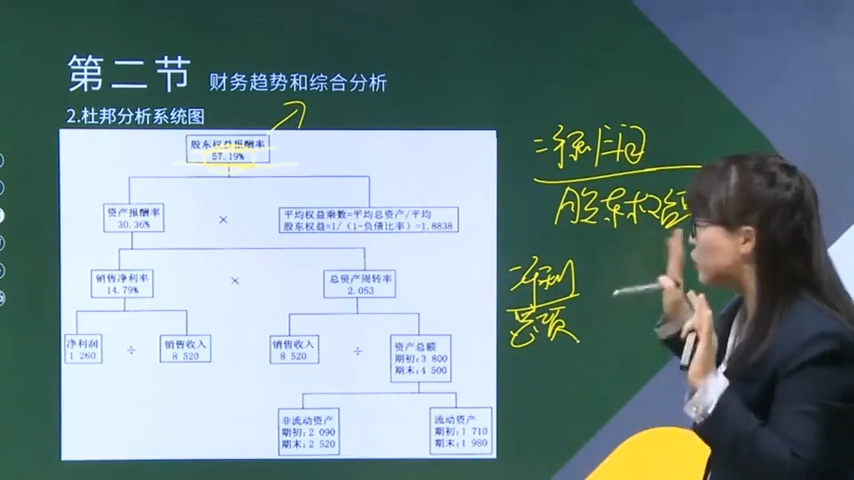 第二节 财务趋势和综合分析
2.杜邦分析系统图
股东权益报酬率
57.19%
资产报酬率
30.36%
×
平均权益乘数=平均总资产/平均
股东权益=1/(1-负债比率)=1.8838
销售净利率
14.79%
×
总资产周转率
2.053
净利润
1 260
÷
销售收入
8 520
销售收入
8 520
÷
资产总额
期初:3 800
期末:4 500
非流动资产
期初:2 090
期末:2 520
流动资产
期初:1 710
期末:1 980
股东权益
净利